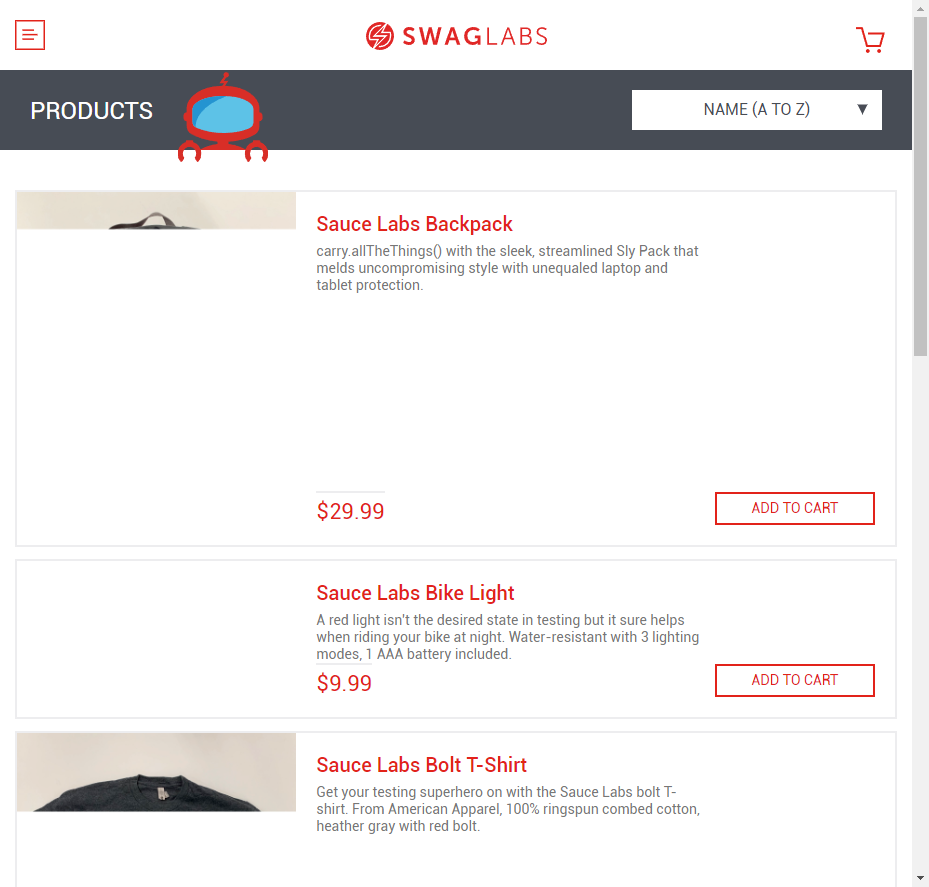 SWAGLABS
PRODUCTS
NAME (A TO Z)
Sauce Labs Backpack
carry.allTheThings() with the sleek, streamlined Sly Pack that
melds uncompromising style with unequaled laptop and
tablet protection.
$29.99
ADD TO CART
Sauce Labs Bike Light
A red light isn't the desired state in testing but it sure helps
when riding your bike at night. Water-resistant with 3 lighting
modes, 1 AAA battery included.
$9.99
ADD TO CART
Sauce Labs Bolt T-Shirt
Get your testing superhero on with the Sauce Labs bolt T-
shirt. From American Apparel, 100% ringspun combed cotton,
heather gray with red bolt.